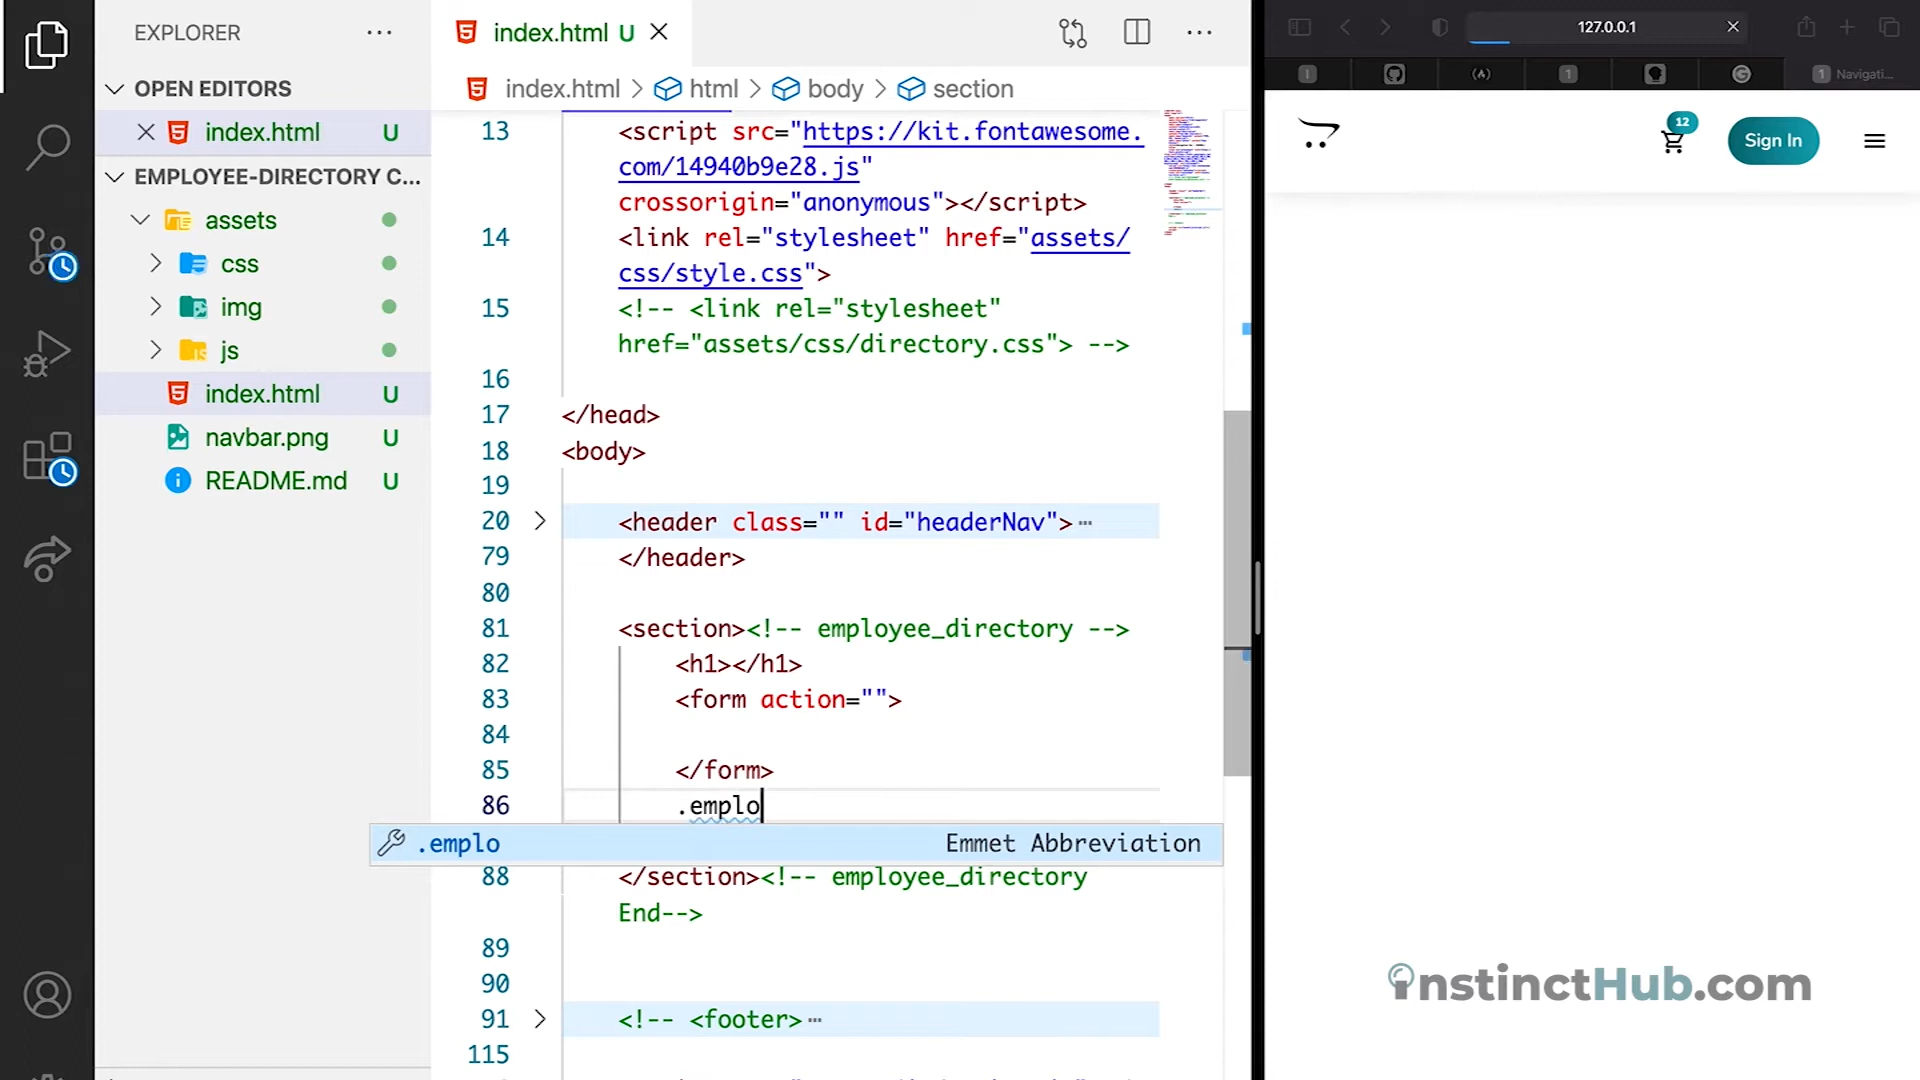 EXPLORER
OPEN EDITORS
index.html U
EMPLOYEE-DIRECTORY C...
assets
css
img
js
index.html U
navbar.png U
README.md U
index.html U
index.html > html > body > section
13 <script src="https://kit.fontawesome.
com/14940b9e28.js"
crossorigin="anonymous"></script>
14 <link rel="stylesheet" href="assets/
css/style.css">
15 <!-- <link rel="stylesheet"
href="assets/css/directory.css"> -->
16
17 </head>
18 <body>
19
20 <header class="" id="headerNav">
79 </header>
80
81 <section><!-- employee_directory -->
82 <h1></h1>
83 <form action="">
84
85 </form>
86 .emplo
.emplo Emmet Abbreviation
88 </section><!-- employee_directory
End-->
89
90
91 <!-- <footer>
115
127.0.0.1
1 Navigati...
12
Sign In
instinctHub.com